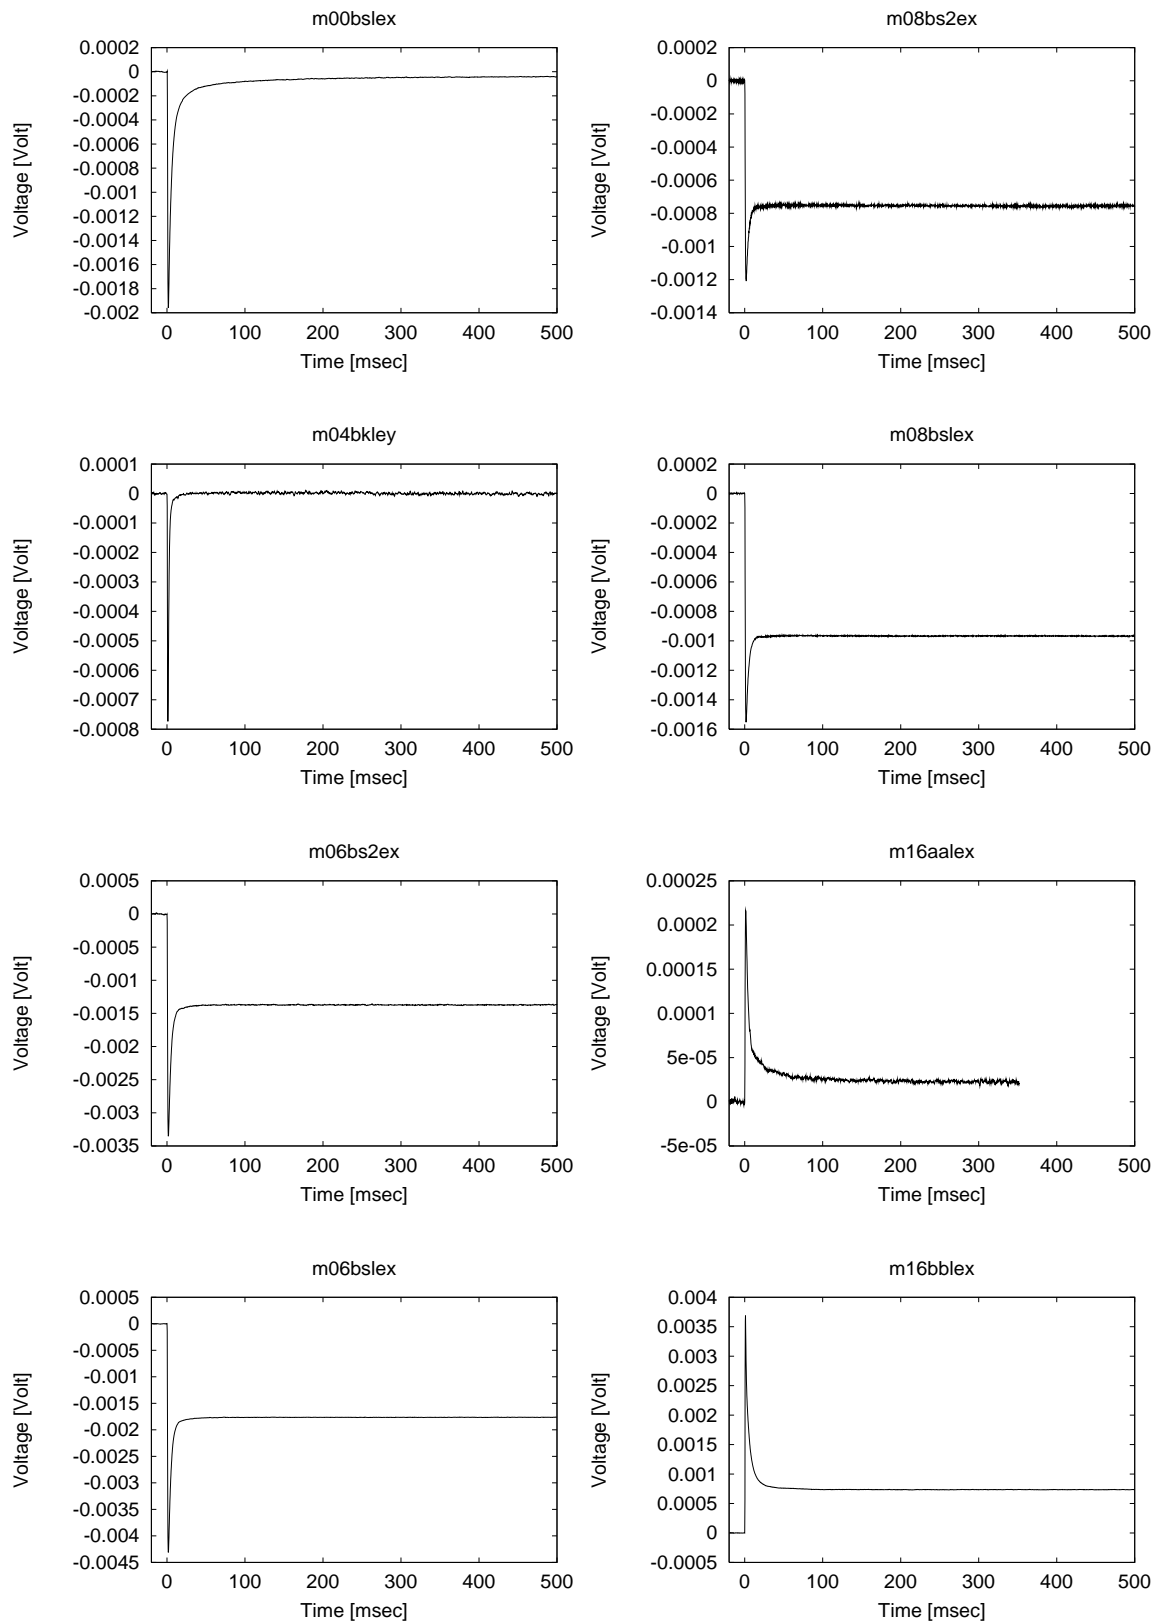 m00bslex
0.0002
0
-0.0002
-0.0004
-0.0006
-0.0008
-0.001
-0.0012
-0.0014
-0.0016
-0.0018
-0.002
Voltage [Volt]
0 100 200 300 400 500
Time [msec]
m08bs2ex
0.0002
0
-0.0002
-0.0004
-0.0006
-0.0008
-0.001
-0.0012
-0.0014
Voltage [Volt]
0 100 200 300 400 500
Time [msec]
m04bkley
0.0001
0
-0.0001
-0.0002
-0.0003
-0.0004
-0.0005
-0.0006
-0.0007
-0.0008
Voltage [Volt]
0 100 200 300 400 500
Time [msec]
m08bslex
0.0002
0
-0.0002
-0.0004
-0.0006
-0.0008
-0.001
-0.0012
-0.0014
-0.0016
Voltage [Volt]
0 100 200 300 400 500
Time [msec]
m06bs2ex
0.0005
0
-0.0005
-0.001
-0.0015
-0.002
-0.0025
-0.003
-0.0035
Voltage [Volt]
0 100 200 300 400 500
Time [msec]
m16aalex
0.00025
0.0002
0.00015
0.0001
5e-05
0
-5e-05
Voltage [Volt]
0 100 200 300 400 500
Time [msec]
m06bslex
0.0005
0
-0.0005
-0.001
-0.0015
-0.002
-0.0025
-0.003
-0.0035
-0.004
-0.0045
Voltage [Volt]
0 100 200 300 400 500
Time [msec]
m16bblex
0.004
0.0035
0.003
0.0025
0.002
0.0015
0.001
0.0005
0
-0.0005
Voltage [Volt]
0 100 200 300 400 500
Time [msec]